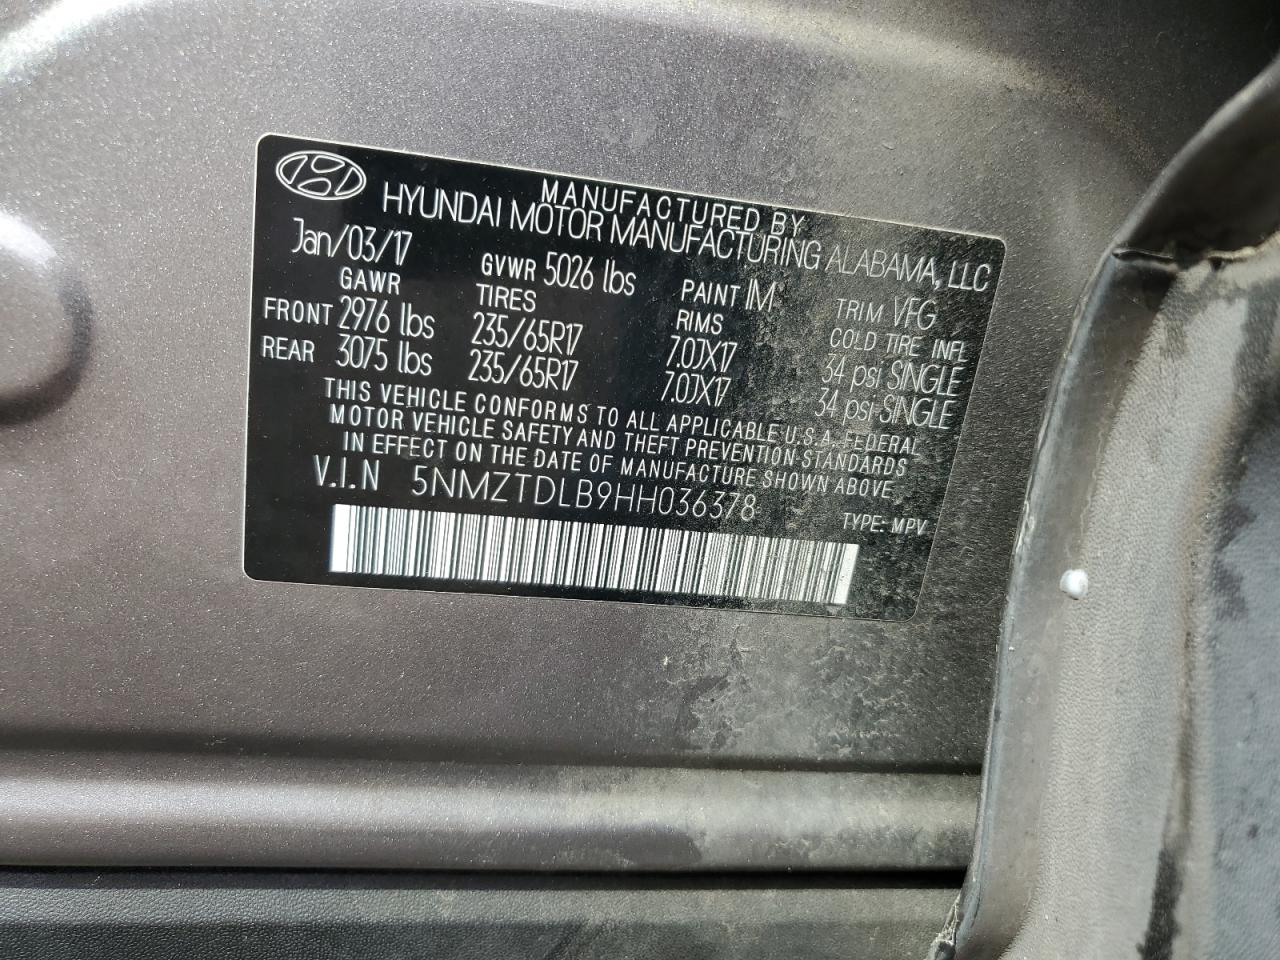 MANUFACTURED BY
HYUNDAI MOTOR MANUFACTURING ALABAMA, LLC
Jan/03/17 GVWR 5026 lbs PAINT IM TRIM VFG
GAWR TIRES RIMS COLD TIRE INFL
FRONT 2976 lbs 235/65R17 7.0JX17 34 psi SINGLE
REAR 3075 lbs 235/65R17 7.0JX17 34 psi SINGLE
THIS VEHICLE CONFORMS TO ALL APPLICABLE U.S.A. FEDERAL
MOTOR VEHICLE SAFETY AND THEFT PREVENTION STANDARDS
IN EFFECT ON THE DATE OF MANUFACTURE SHOWN ABOVE
V.I.N 5NMZTDLB9HH036378 TYPE: MPV